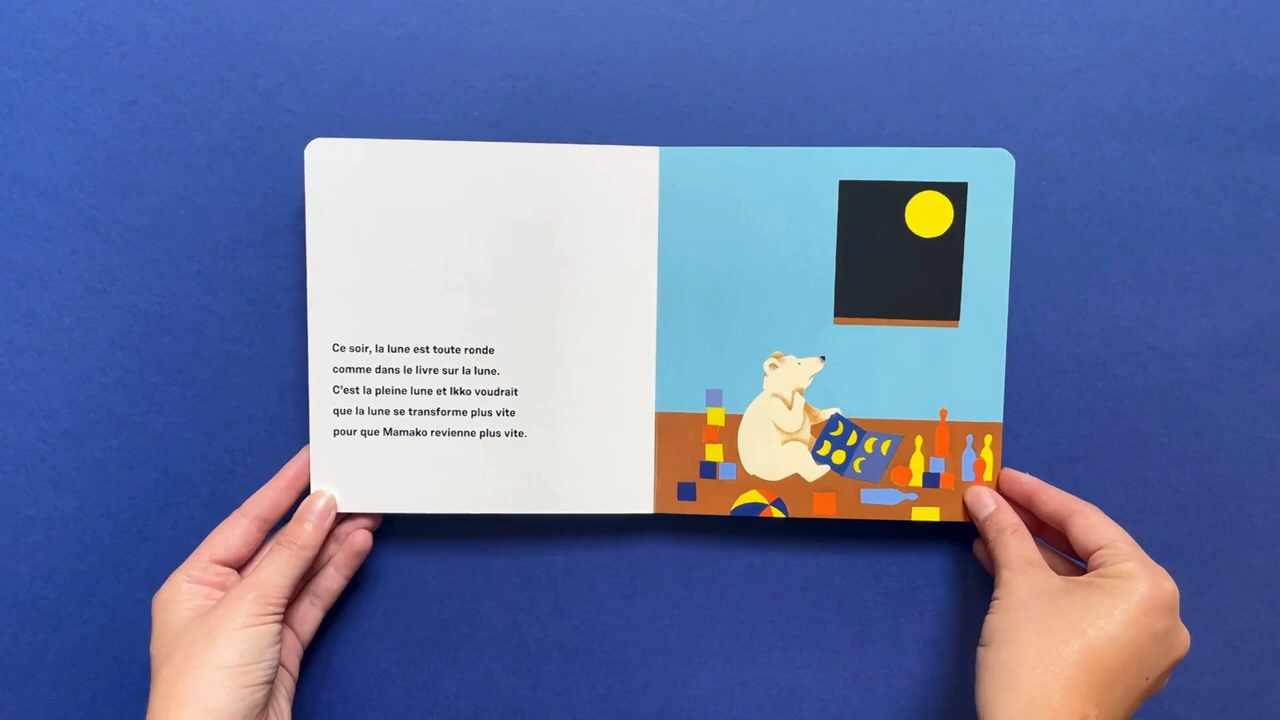 Ce soir, la lune est toute ronde
comme dans le livre sur la lune.
C'est la pleine lune et Ikko voudrait
que la lune se transforme plus vite
pour que Mamako revienne plus vite.